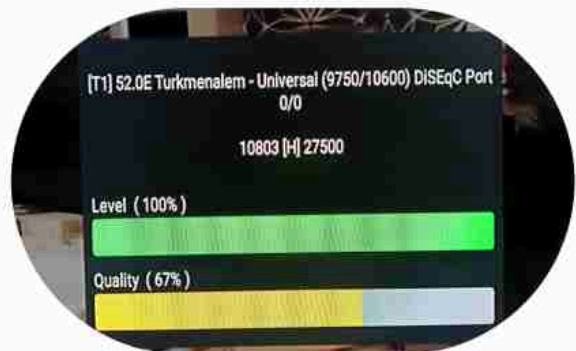 [T1] 52.0E Turkmenalem - Universal (9750/10600) DiSEqC Port
0/0
10803 [H] 27500
Level ( 100% )
Quality ( 67% )